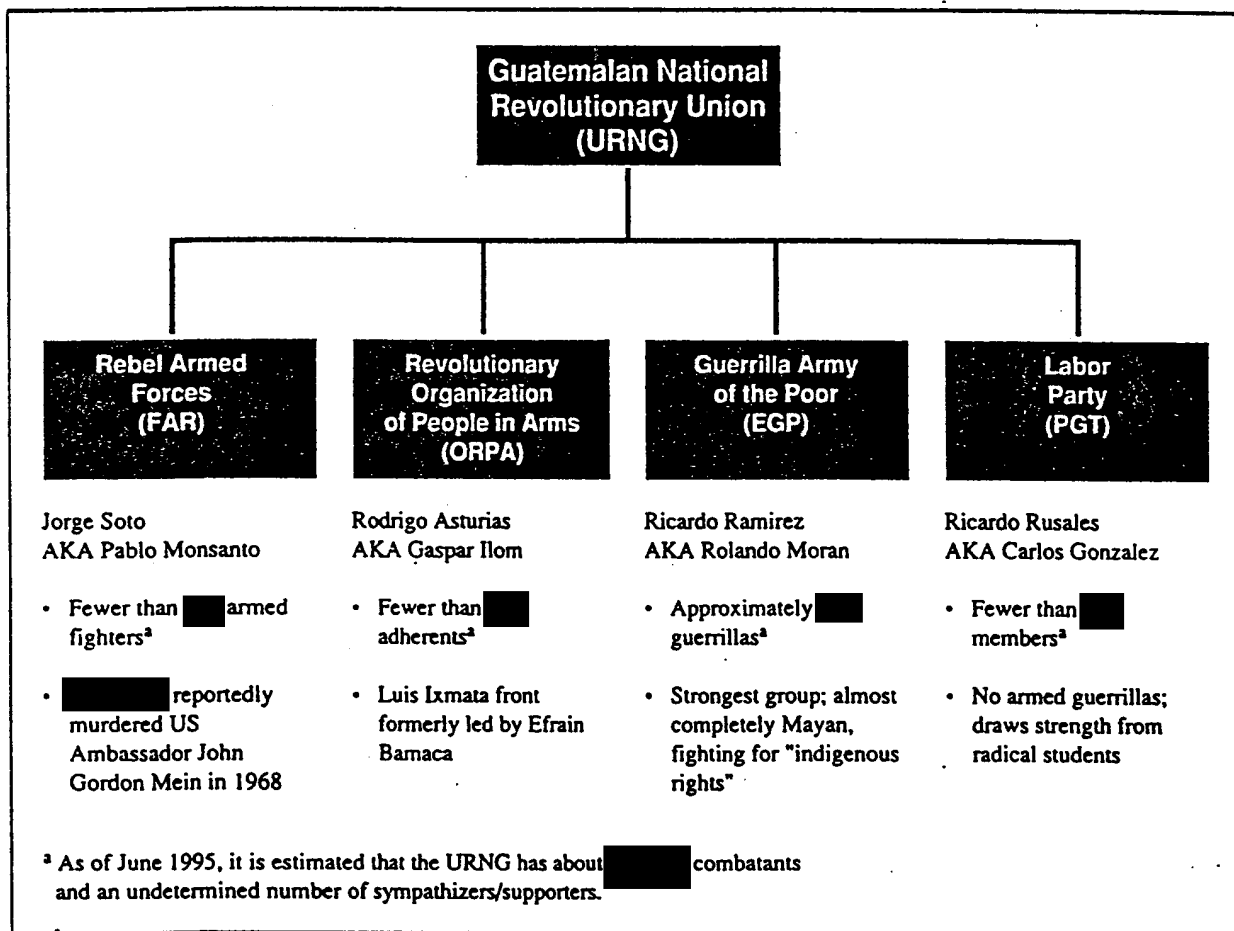 Guatemalan National
Revolutionary Union
(URNG)
Rebel Armed
Forces
(FAR)
Jorge Soto
AKA Pablo Monsanto
• Fewer than armed
fightersª
• reportedly
murdered US
Ambassador John
Gordon Mein in 1968
Revolutionary
Organization
of People in Arms
(ORPA)
Rodrigo Asturias
AKA Gaspar Ilom
• Fewer than
adherentsª
• Luis Ixmata front
formerly led by Efrain
Bamaca
Guerrilla Army
of the Poor
(EGP)
Ricardo Ramirez
AKA Rolando Moran
• Approximately
guerrillasª
• Strongest group; almost
completely Mayan,
fighting for "indigenous
rights"
Labor
Party
(PGT)
Ricardo Rusales
AKA Carlos Gonzalez
• Fewer than
membersª
• No armed guerrillas;
draws strength from
radical students
ª As of June 1995, it is estimated that the URNG has about combatants
and an undetermined number of sympathizers/supporters.